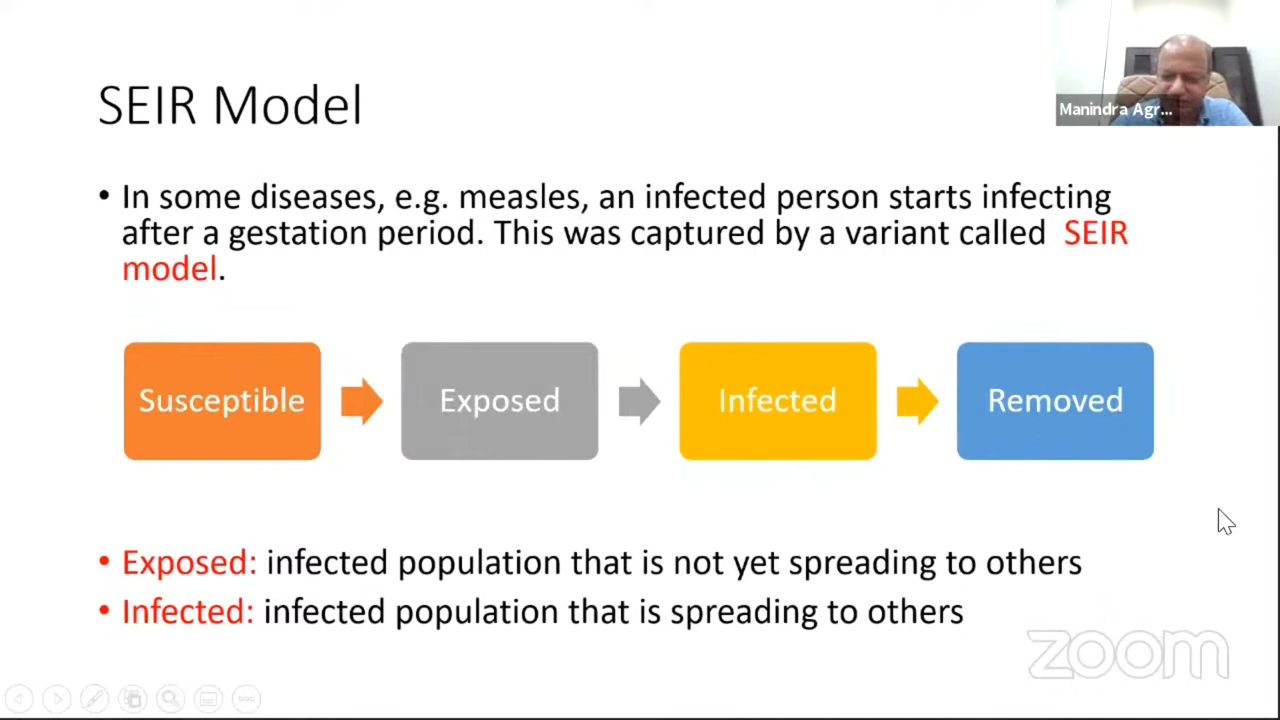 SEIR Model
Manindra Agr...
• In some diseases, e.g. measles, an infected person starts infecting
after a gestation period. This was captured by a variant called SEIR
model.
Susceptible
Exposed
Infected
Removed
• Exposed: infected population that is not yet spreading to others
• Infected: infected population that is spreading to others
zoom